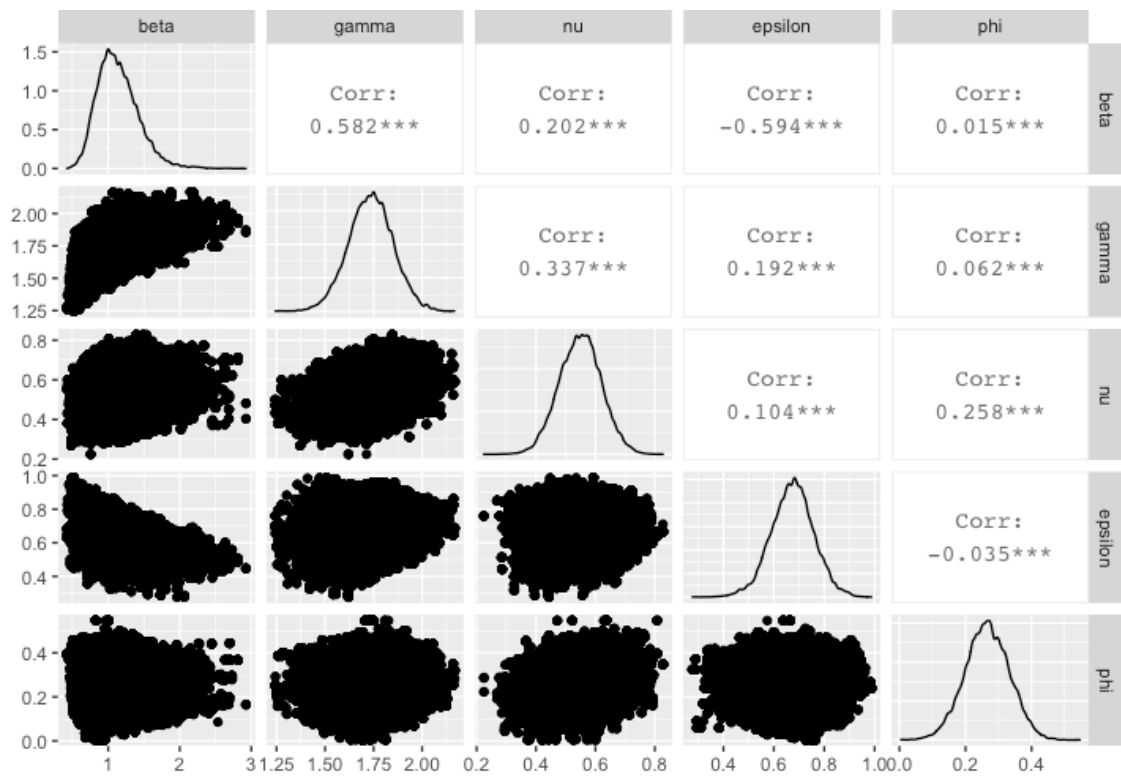 beta gamma nu epsilon phi
1.5
1.0
0.5
0.0
Corr:
0.582***
Corr:
0.202***
Corr:
-0.594***
Corr:
0.015***
beta
2.00
1.75
1.50
1.25
Corr:
0.337***
Corr:
0.192***
Corr:
0.062***
gamma
0.8
0.6
0.4
0.2
Corr:
0.104***
Corr:
0.258***
nu
1.0
0.8
0.6
0.4
Corr:
-0.035***
epsilon
0.4
0.2
0.0
phi
1 2 3 1.25 1.50 1.75 2.00 0.2 0.4 0.6 0.8 0.4 0.6 0.8 1.0 0.0 0.2 0.4